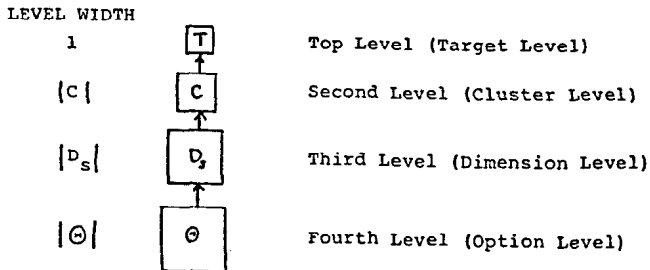 LEVEL WIDTH
1 T Top Level (Target Level)
|C| C Second Level (Cluster Level)
|Ds| Ds Third Level (Dimension Level)
|Θ| Θ Fourth Level (Option Level)